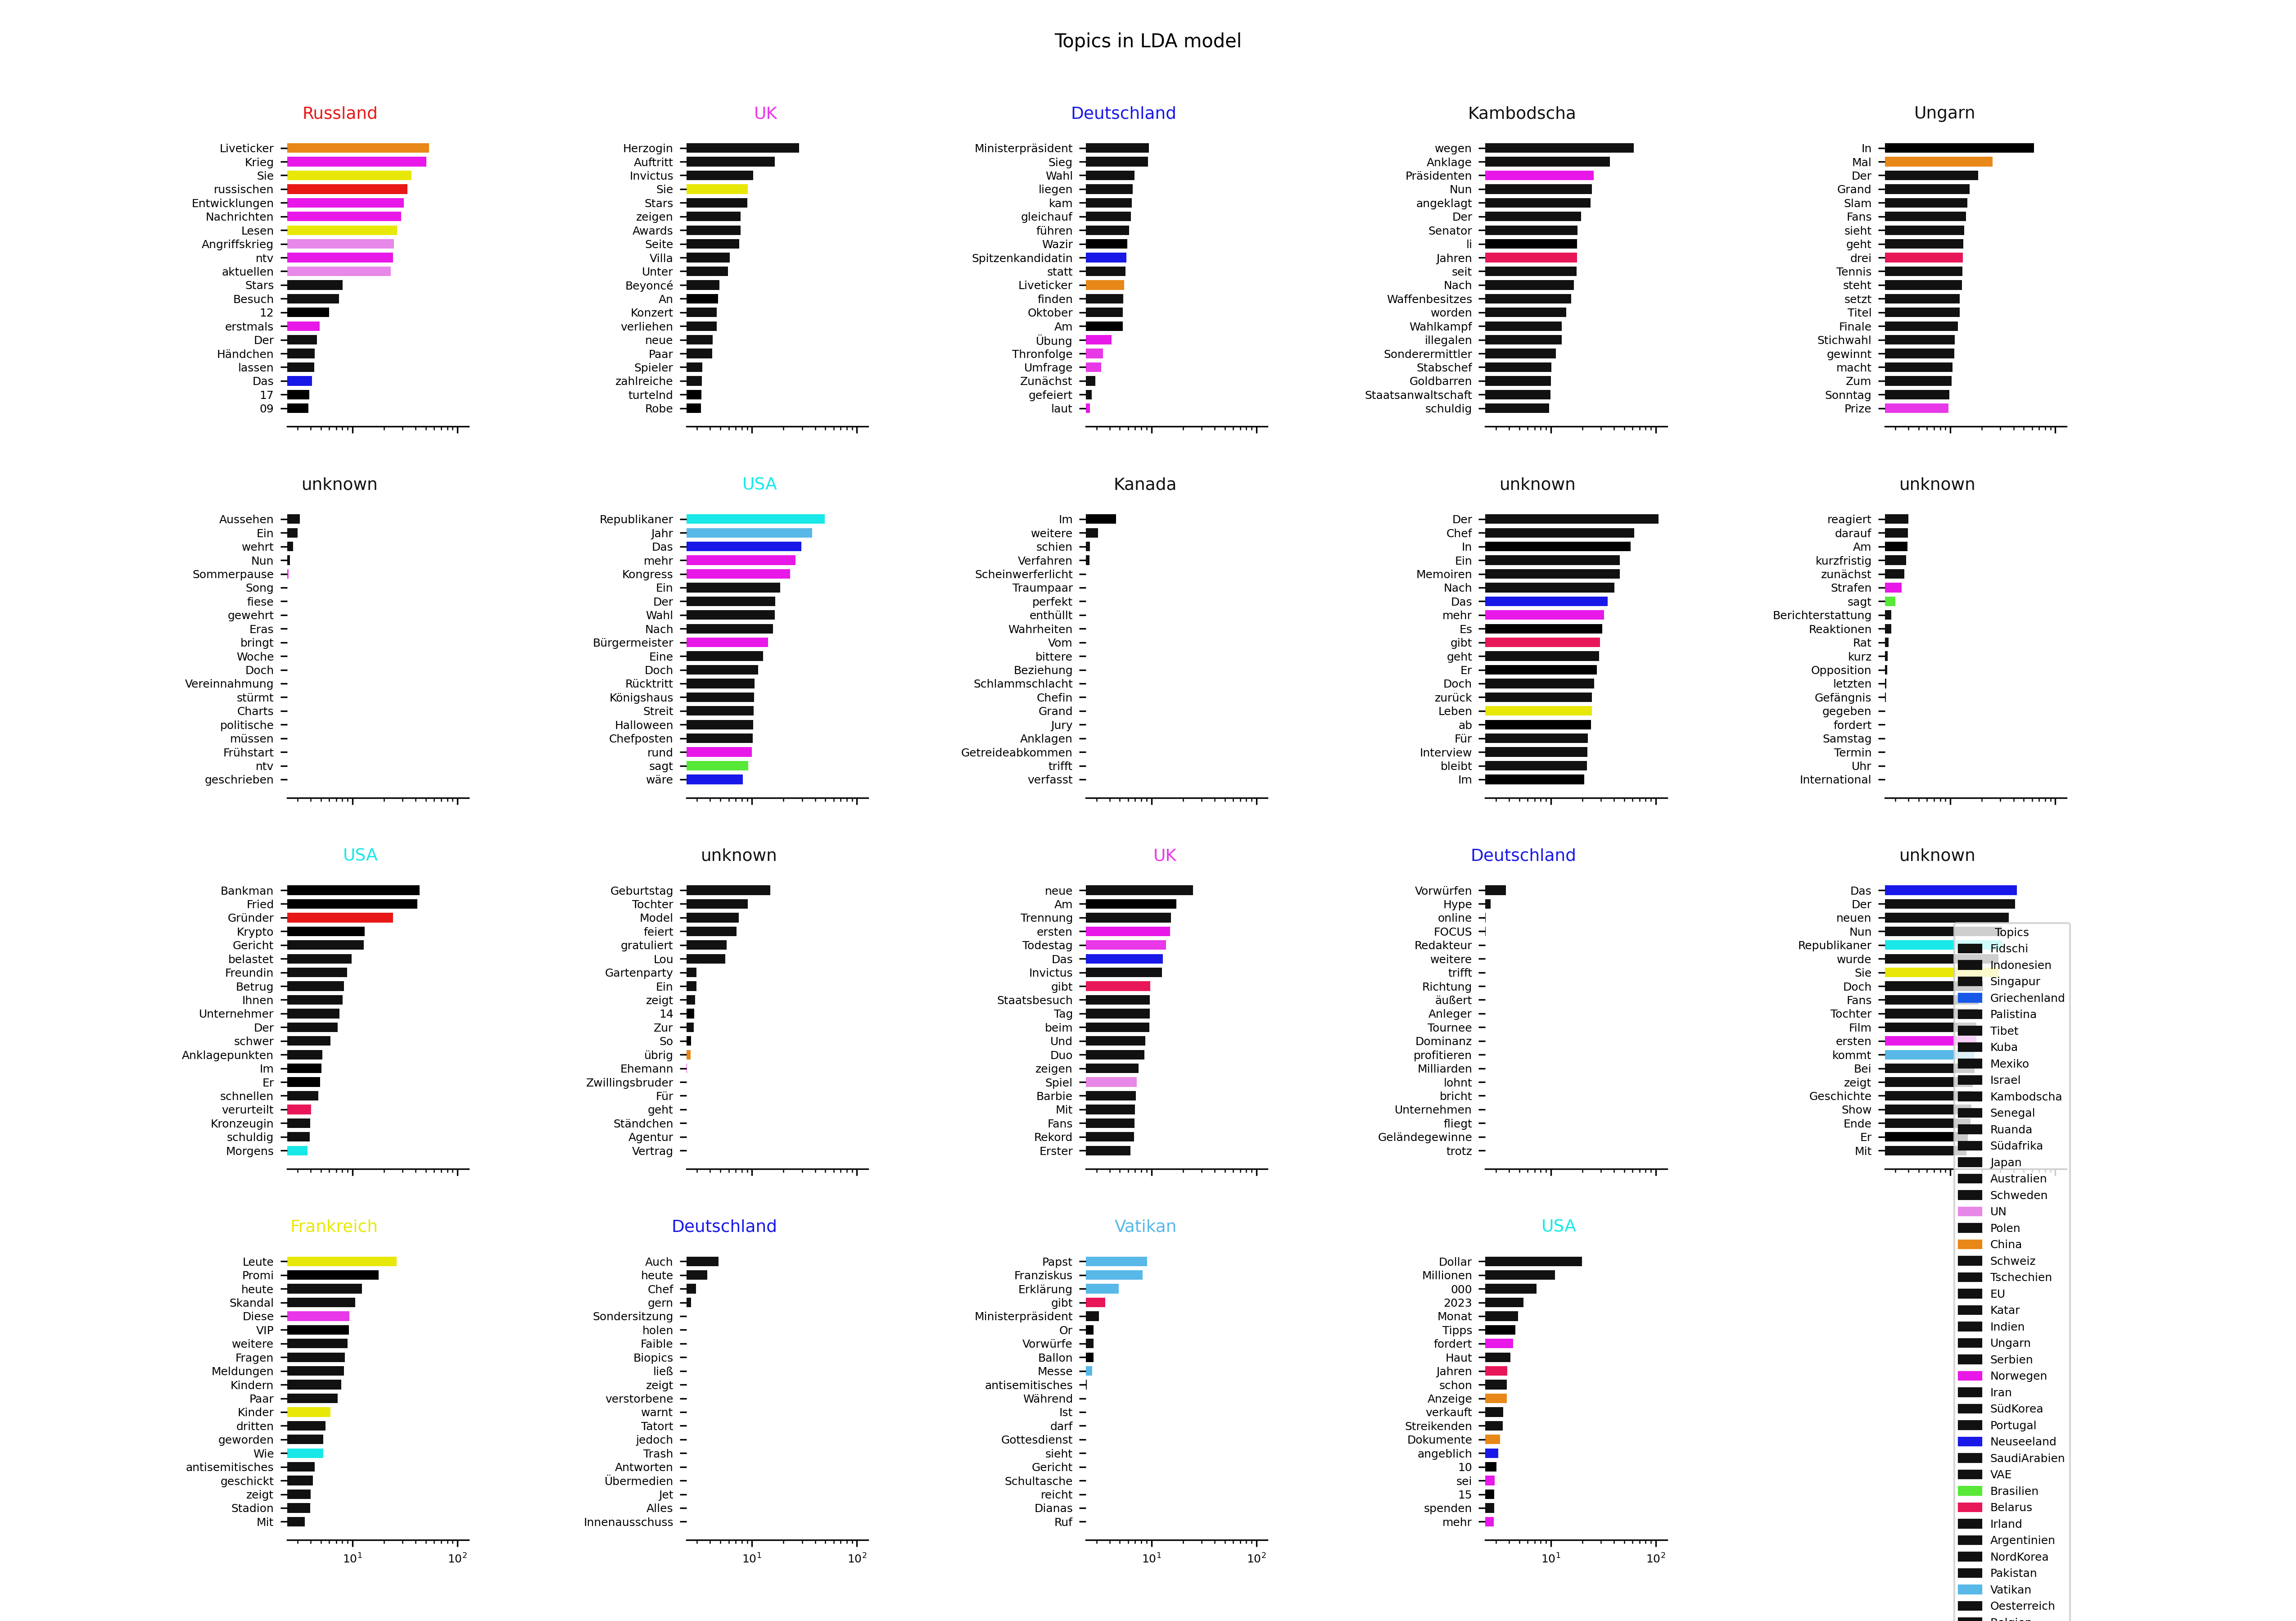 Topics in LDA model
Russland
Liveticker
Krieg
Sie
russischen
Entwicklungen
Nachrichten
Lesen
Angriffskrieg
ntv
aktuellen
Stars
Besuch
12
erstmals
Der
Händchen
lassen
Das
17
09
UK
Herzogin
Auftritt
Invictus
Sie
Stars
zeigen
Awards
Seite
Villa
Unter
Beyoncé
An
Konzert
verliehen
neue
Paar
Spieler
zahlreiche
turtelnd
Robe
Deutschland
Ministerpräsident
Sieg
Wahl
liegen
kam
gleichauf
führen
Wazir
Spitzenkandidatin
statt
Liveticker
finden
Oktober
Am
Übung
Thronfolge
Umfrage
Zunächst
gefeiert
laut
Kambodscha
wegen
Anklage
Präsidenten
Nun
angeklagt
Der
Senator
li
Jahren
seit
Nach
Waffenbesitzes
worden
Wahlkampf
illegalen
Sonderermittler
Stabschef
Goldbarren
Staatsanwaltschaft
schuldig
Ungarn
In
Mal
Der
Grand
Slam
Fans
sieht
geht
drei
Tennis
steht
setzt
Titel
Finale
Stichwahl
gewinnt
macht
Zum
Sonntag
Prize
unknown
Aussehen
Ein
wehrt
Nun
Sommerpause
Song
fiese
gewehrt
Eras
bringt
Woche
Doch
Vereinnahmung
stürmt
Charts
politische
müssen
Frühstart
ntv
geschrieben
USA
Republikaner
Jahr
Das
mehr
Kongress
Ein
Der
Wahl
Nach
Bürgermeister
Eine
Doch
Rücktritt
Königshaus
Streit
Halloween
Chefposten
rund
sagt
wäre
Kanada
Im
weitere
schien
Verfahren
Scheinwerferlicht
Traumpaar
perfekt
enthüllt
Wahrheiten
Vom
bittere
Beziehung
Schlammschlacht
Chefin
Grand
Jury
Anklagen
Getreideabkommen
trifft
verfasst
unknown
Der
Chef
In
Ein
Memoiren
Nach
Das
mehr
Es
gibt
geht
Er
Doch
zurück
Leben
ab
Für
Interview
bleibt
Im
unknown
reagiert
darauf
Am
kurzfristig
zunächst
Strafen
sagt
Berichterstattung
Reaktionen
Rat
kurz
Opposition
letzten
Gefängnis
gegeben
fordert
Samstag
Termin
Uhr
International
USA
Bankman
Fried
Gründer
Krypto
Gericht
belastet
Freundin
Betrug
Ihnen
Unternehmer
Der
schwer
Anklagepunkten
Im
Er
schnellen
verurteilt
Kronzeugin
schuldig
Morgens
unknown
Geburtstag
Tochter
Model
feiert
gratuliert
Lou
Gartenparty
Ein
zeigt
14
Zur
So
übrig
Ehemann
Zwillingsbruder
Für
geht
Ständchen
Agentur
Vertrag
UK
neue
Am
Trennung
ersten
Todestag
Das
Invictus
gibt
Staatsbesuch
Tag
beim
Und
Duo
zeigen
Spiel
Barbie
Mit
Fans
Rekord
Erster
Deutschland
Vorwürfen
Hype
online
FOCUS
Redakteur
weitere
trifft
Richtung
äußert
Anleger
Tournee
Dominanz
profitieren
Milliarden
lohnt
bricht
Unternehmen
fliegt
Geländegewinne
trotz
unknown
Das
Der
neuen
Nun
Republikaner
wurde
Sie
Doch
Fans
Tochter
Film
ersten
kommt
Bei
zeigt
Geschichte
Show
Ende
Er
Mit
Frankreich
Leute
Promi
heute
Skandal
Diese
VIP
weitere
Fragen
Meldungen
Kindern
Paar
Kinder
dritten
geworden
Wie
antisemitisches
geschickt
zeigt
Stadion
Mit
10¹ 10²
Deutschland
Auch
heute
Chef
gern
Sondersitzung
holen
Faible
Biopics
ließ
zeigt
verstorbene
warnt
Tatort
jedoch
Trash
Antworten
Übermedien
Jet
Alles
Innenausschuss
10¹ 10²
Vatikan
Papst
Franziskus
Erklärung
gibt
Ministerpräsident
Or
Vorwürfe
Ballon
Messe
antisemitisches
Während
Ist
darf
Gottesdienst
sieht
Gericht
Schultasche
reicht
Dianas
Ruf
10¹ 10²
USA
Dollar
Millionen
000
2023
Monat
Tipps
fordert
Haut
Jahren
schon
Anzeige
verkauft
Streikenden
Dokumente
angeblich
10
sei
15
spenden
mehr
10¹ 10²
Topics
Fidschi
Indonesien
Singapur
Griechenland
Palistina
Tibet
Kuba
Mexiko
Israel
Kambodscha
Senegal
Ruanda
Südafrika
Japan
Australien
Schweden
UN
Polen
China
Schweiz
Tschechien
EU
Katar
Indien
Ungarn
Serbien
Norwegen
Iran
SüdKorea
Portugal
Neuseeland
SaudiArabien
VAE
Brasilien
Belarus
Irland
Argentinien
NordKorea
Pakistan
Vatikan
Oesterreich